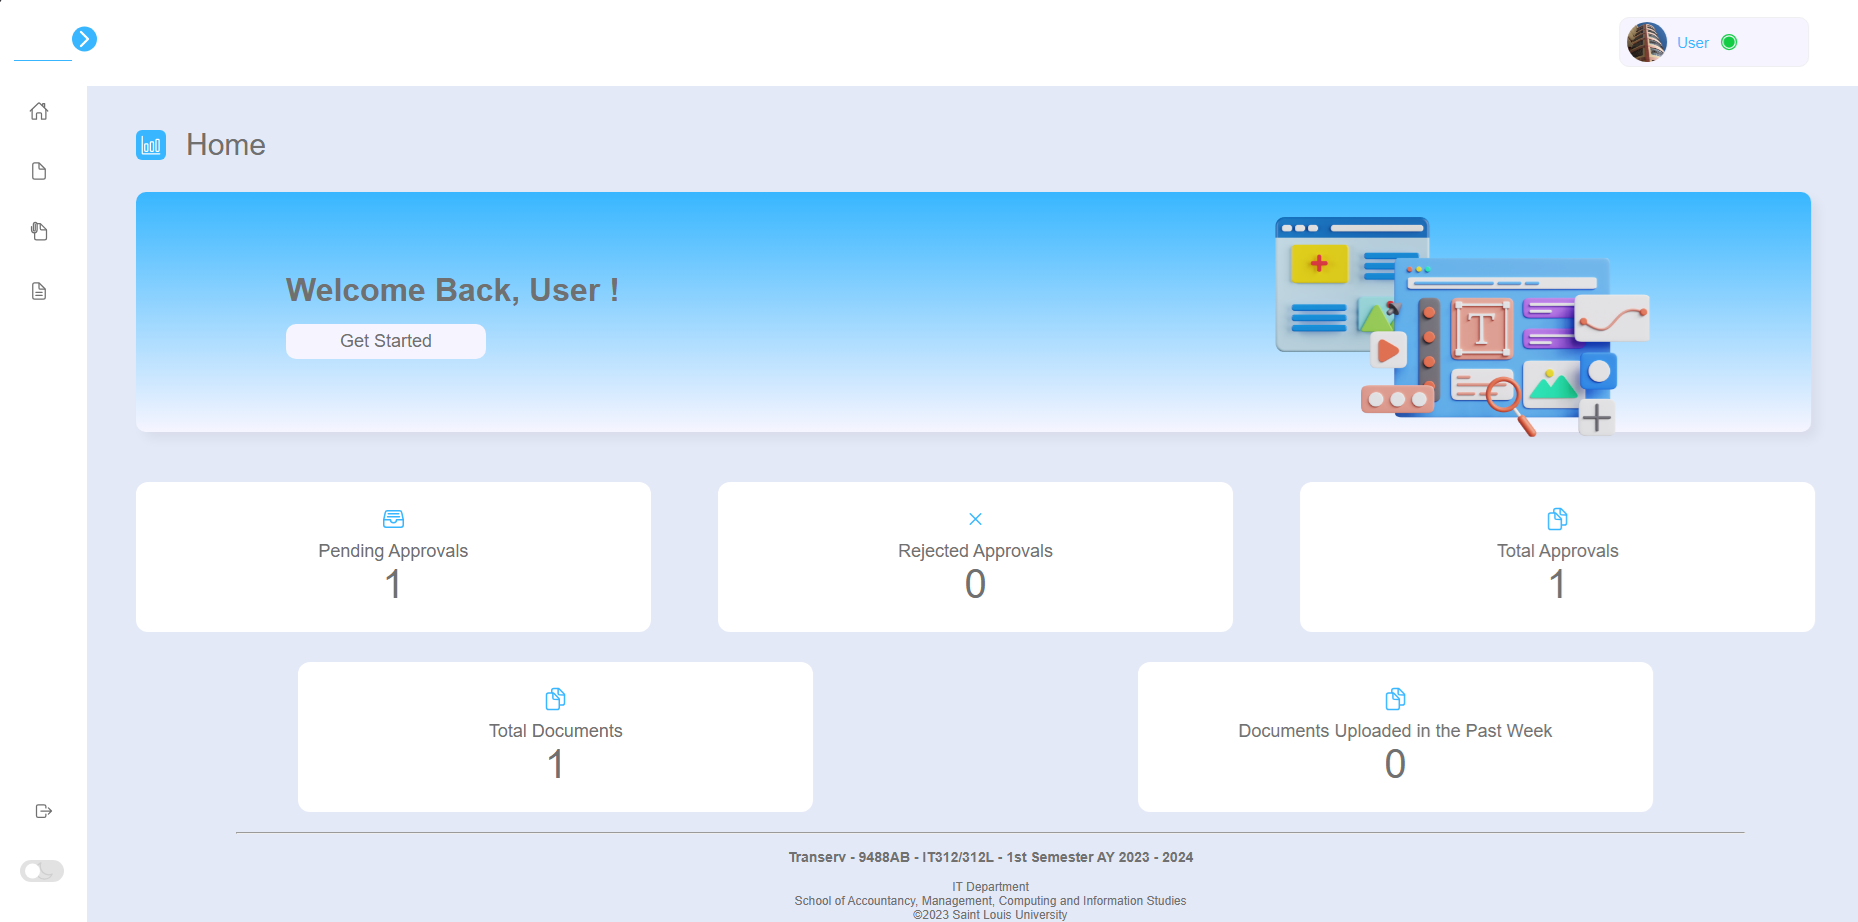 User
Home
Welcome Back, User !
Get Started
T
Pending Approvals
1
Rejected Approvals
0
Total Approvals
1
Total Documents
1
Documents Uploaded in the Past Week
0
Transerv - 9488AB - IT312/312L - 1st Semester AY 2023 - 2024
IT Department
School of Accountancy, Management, Computing and Information Studies
©2023 Saint Louis University